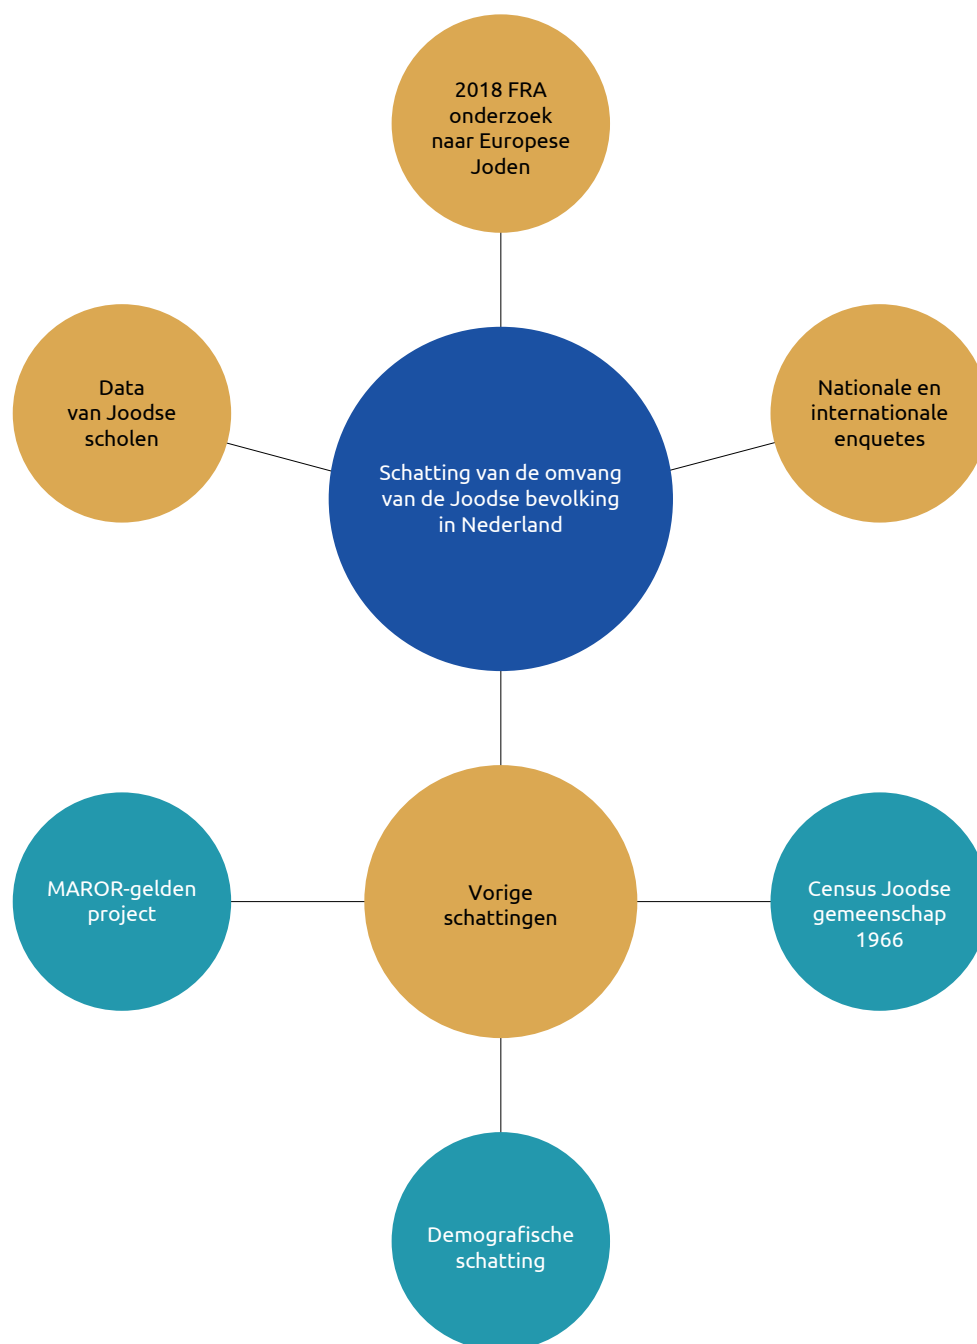 2018 FRA
onderzoek
naar Europese
Joden
Data
van Joodse
scholen
Nationale en
internationale
enquetes
Schatting van de omvang
van de Joodse bevolking
in Nederland
MAROR-gelden
project
Vorige
schattingen
Census Joodse
gemeenschap
1966
Demografische
schatting